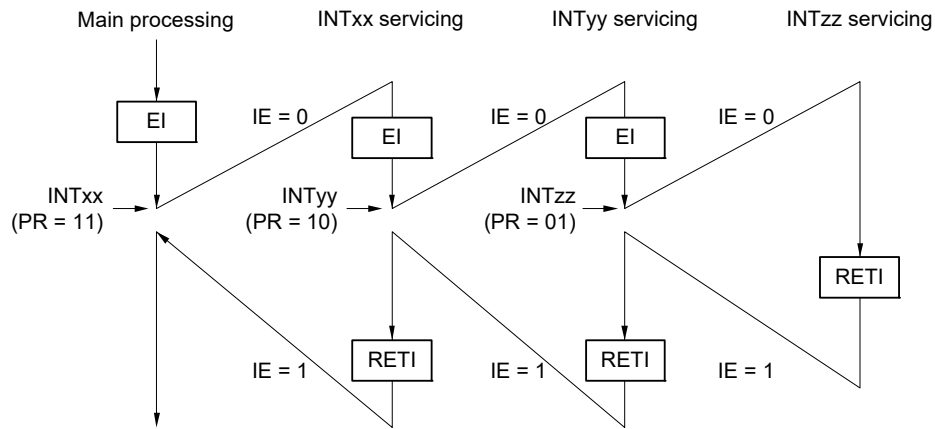 Main processing
INTxx servicing
INTyy servicing
INTzz servicing
EI
IE = 0
EI
IE = 0
EI
IE = 0
INTxx
(PR = 11)
INTyy
(PR = 10)
INTzz
(PR = 01)
RETI
IE = 1
RETI
IE = 1
RETI
IE = 1